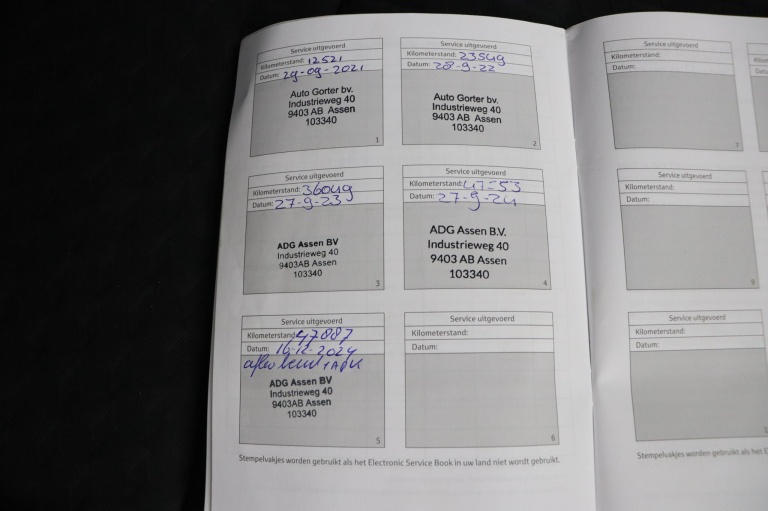 Service uitgevoerd
Kilometerstand: 12521
Datum: 29-09-2021
Auto Gorter bv.
Industrieweg 40
9403 AB Assen
103340
1
Service uitgevoerd
Kilometerstand: 23549
Datum: 28-9-22
Auto Gorter bv.
Industrieweg 40
9403 AB Assen
103340
2
Service uitgevoerd
Kilometerstand: 36049
Datum: 27-9-23
ADG Assen BV
Industrieweg 40
9403AB Assen
103340
3
Service uitgevoerd
Kilometerstand:
Datum: 27-9-24
ADG Assen B.V.
Industrieweg 40
9403 AB Assen
103340
4
Service uitgevoerd
Kilometerstand: 47887
Datum: 16-12-2024
ADG Assen BV
Industrieweg 40
9403AB Assen
103340
5
Service uitgevoerd
Kilometerstand:
Datum:
6
Stempelvakjes worden gebruikt als het Electronic Service Book in uw land niet wordt gebruikt.
Service uitgevoerd
Kilometerstand:
Datum:
7
Service uitgevoerd
Kilometerstand:
Datum:
9
Service uitgevoerd
Kilometerstand:
Datum:
Stempelvakjes worden gebruikt als het E